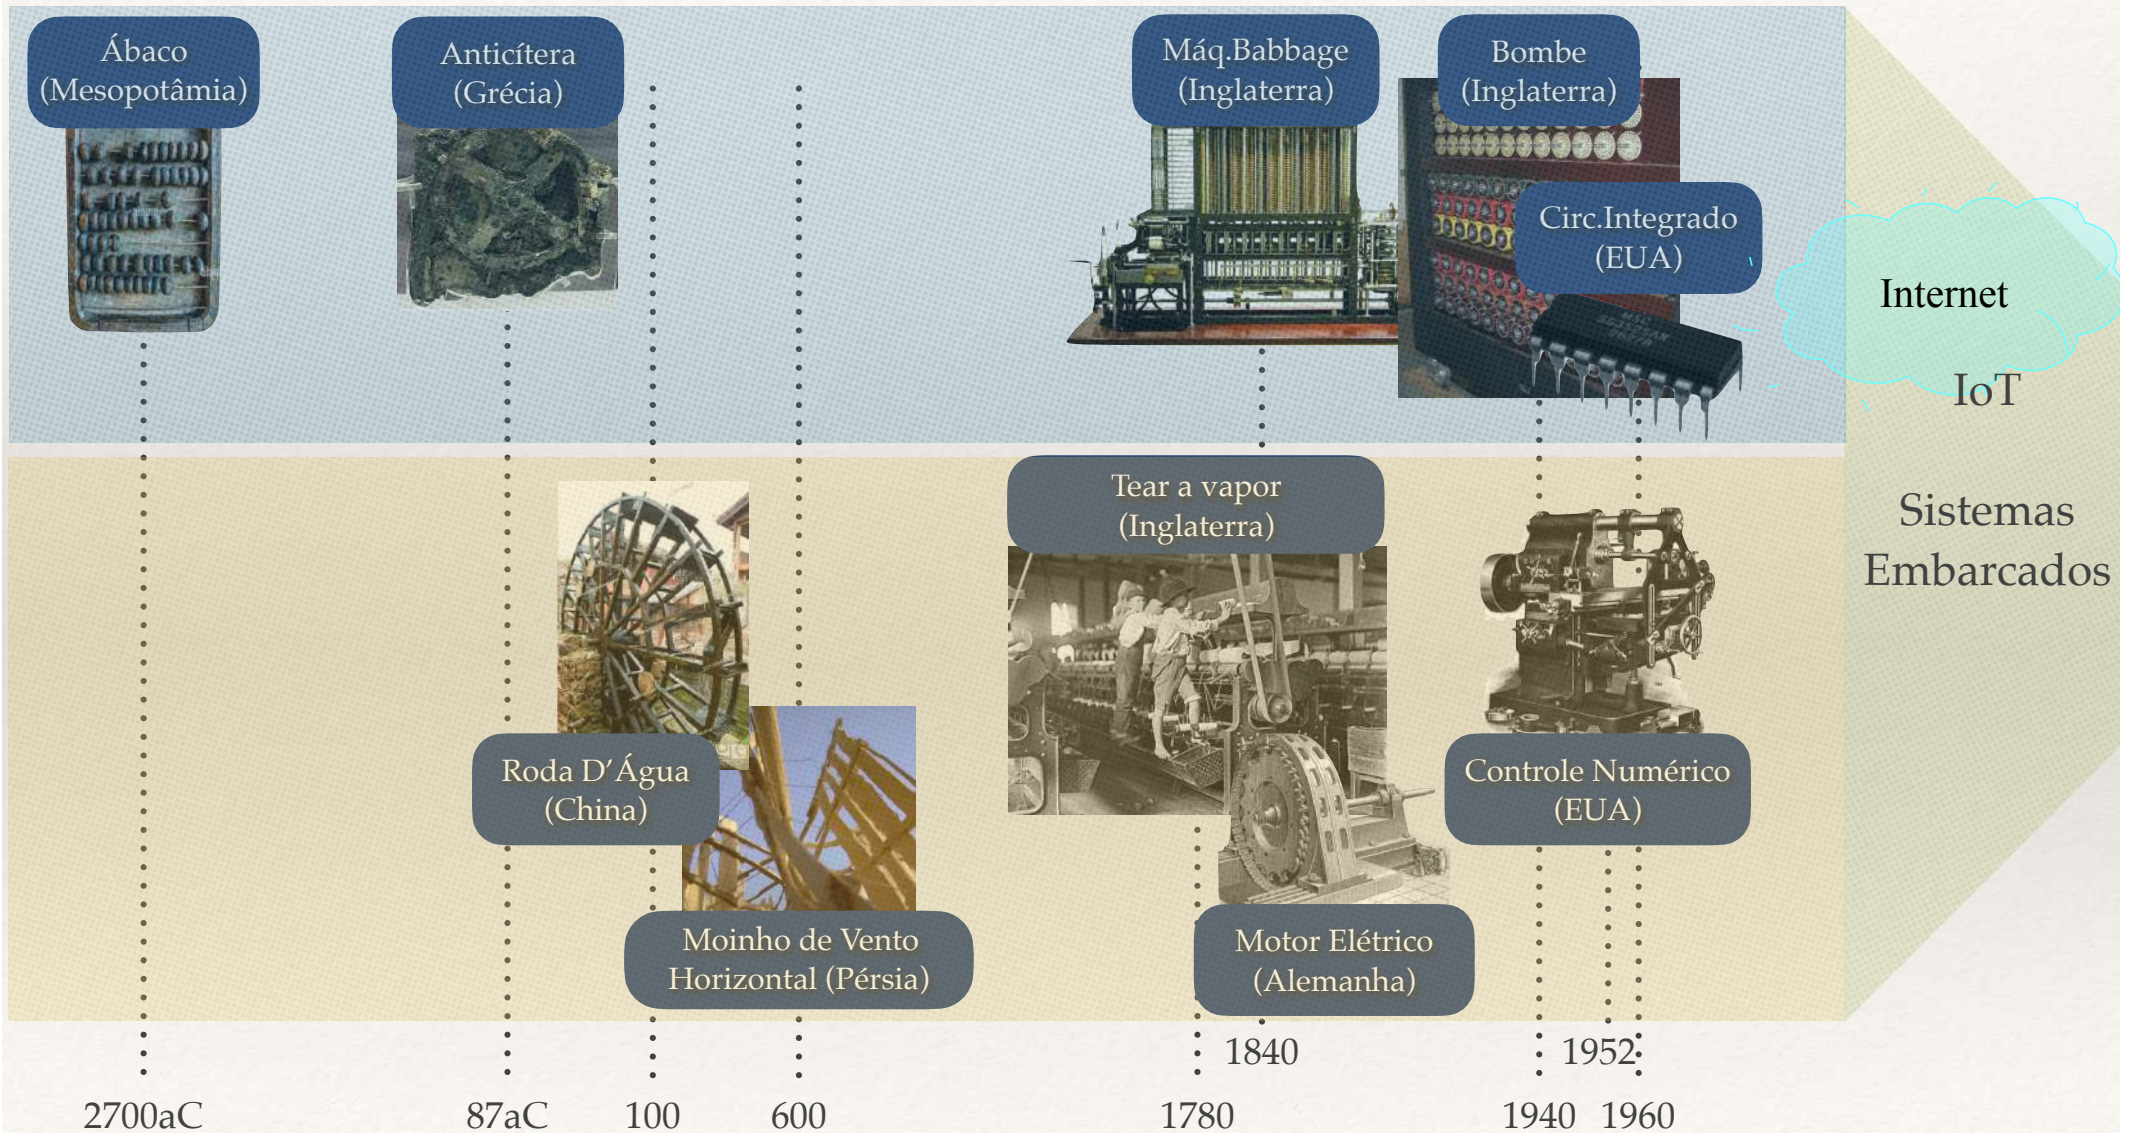 Ábaco
(Mesopotâmia)
Anticítera
(Grécia)
Máq.Babbage
(Inglaterra)
Bombe
(Inglaterra)
Circ.Integrado
(EUA)
Internet
IoT
Sistemas
Embarcados
Tear a vapor
(Inglaterra)
Roda D’Água
(China)
Controle Numérico
(EUA)
Moinho de Vento
Horizontal (Pérsia)
Motor Elétrico
(Alemanha)
1840
1952
2700aC
87aC
100
600
1780
1940
1960